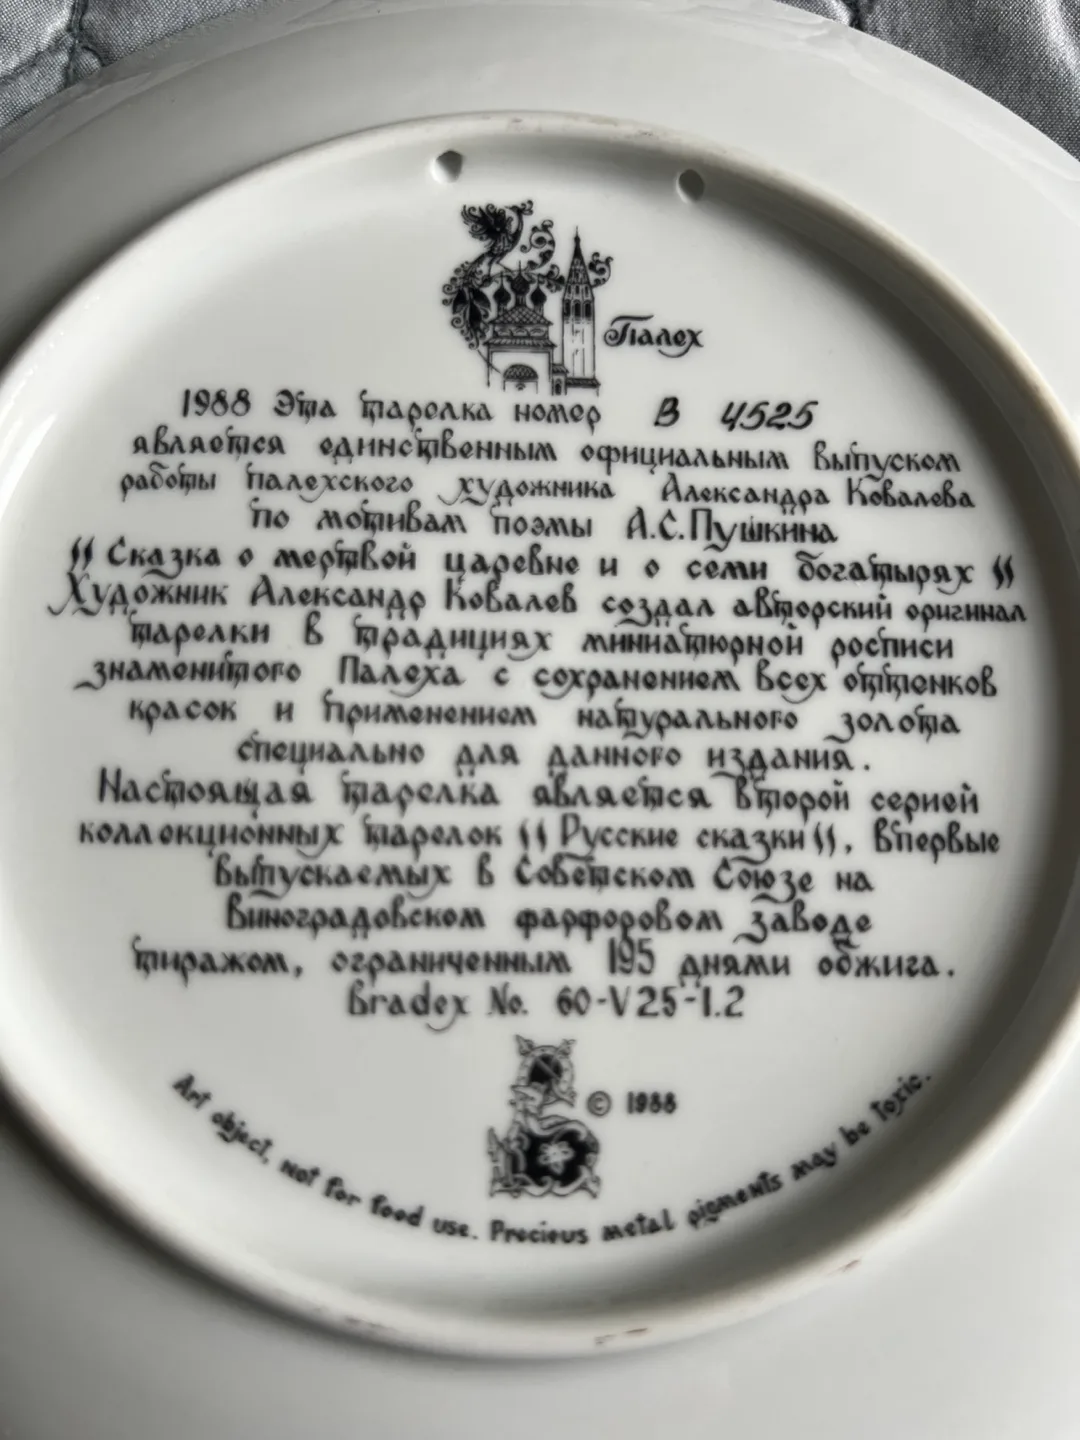 Палех
1988 Эта тарелка номер В 4525
является единственным официальным выпуском
работы палехского художника Александра Ковалева
по мотивам поэмы А.С.Пушкина
"Сказка о мертвой царевне и о семи богатырях"
Художник Александр Ковалев создал авторский оригинал
тарелки в традициях миниатюрной росписи
знаменитого Палеха с сохранением всех оттенков
красок и применением натурального золота
специально для данного издания.
Настоящая тарелка является второй серией
коллекционных тарелок "Русские сказки", впервые
выпускаемых в Советском Союзе на
Виноградовском фарфоровом заводе
тиражом, ограниченным 195 днями обжига.
Bradex No. 60-V25-1.2
© 1988
Art object, not for food use. Precious metal pigments may be toxic.